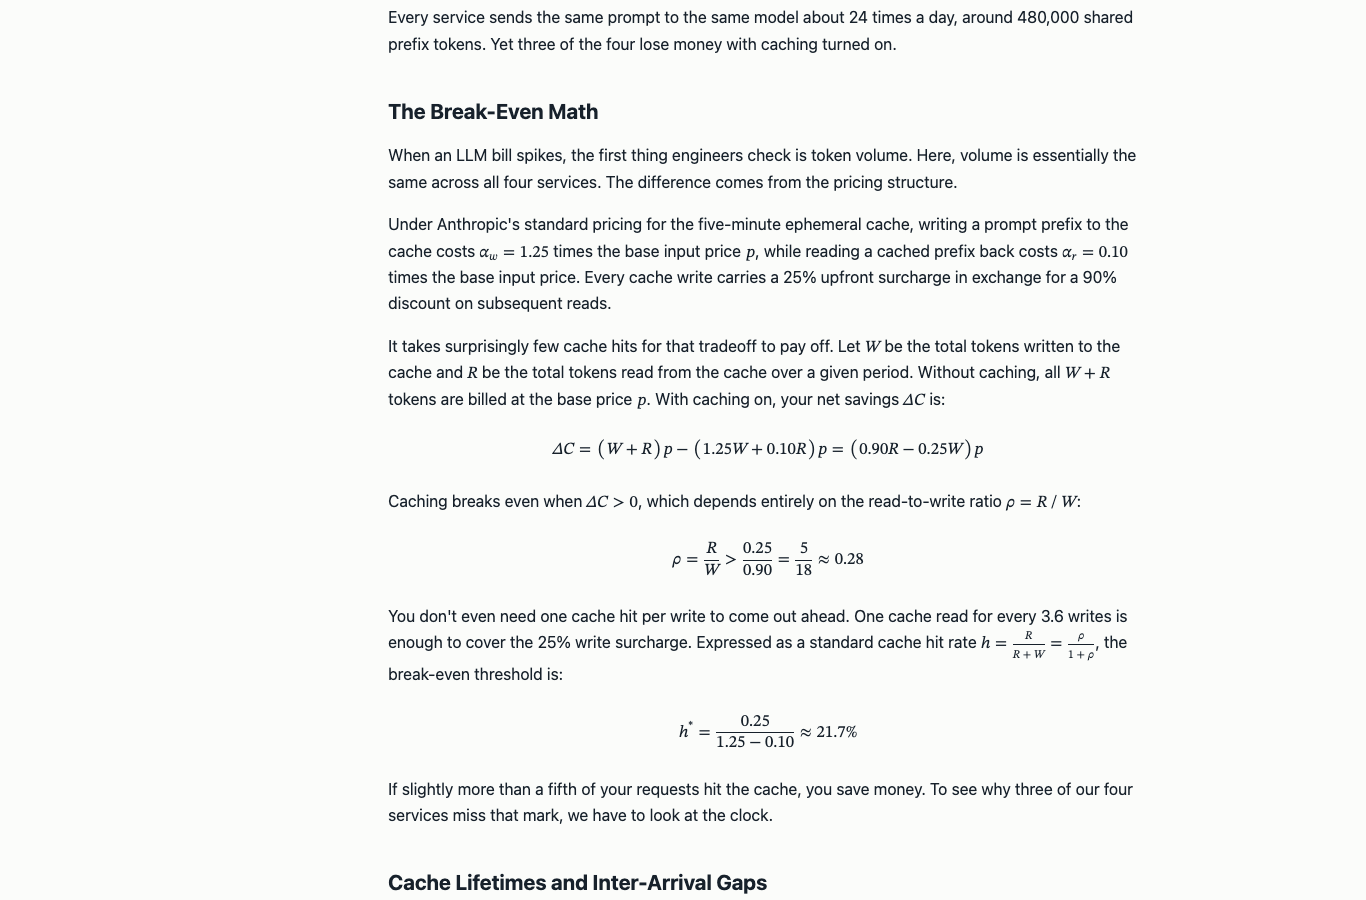 Every service sends the same prompt to the same model about 24 times a day, around 480,000 shared
prefix tokens. Yet three of the four lose money with caching turned on.
The Break-Even Math
When an LLM bill spikes, the first thing engineers check is token volume. Here, volume is essentially the
same across all four services. The difference comes from the pricing structure.
Under Anthropic's standard pricing for the five-minute ephemeral cache, writing a prompt prefix to the
cache costs α_w = 1.25 times the base input price p, while reading a cached prefix back costs α_r = 0.10
times the base input price. Every cache write carries a 25% upfront surcharge in exchange for a 90%
discount on subsequent reads.
It takes surprisingly few cache hits for that tradeoff to pay off. Let W be the total tokens written to the
cache and R be the total tokens read from the cache over a given period. Without caching, all W + R
tokens are billed at the base price p. With caching on, your net savings ΔC is:
ΔC = (W + R) p − (1.25W + 0.10R) p = (0.90R − 0.25W) p
Caching breaks even when ΔC > 0, which depends entirely on the read-to-write ratio ρ = R / W:
ρ = R/W > 0.25/0.90 = 5/18 ≈ 0.28
You don't even need one cache hit per write to come out ahead. One cache read for every 3.6 writes is
enough to cover the 25% write surcharge. Expressed as a standard cache hit rate h = R/(R + W) = ρ/(1 + ρ), the
break-even threshold is:
h* = 0.25/(1.25 − 0.10) ≈ 21.7%
If slightly more than a fifth of your requests hit the cache, you save money. To see why three of our four
services miss that mark, we have to look at the clock.
Cache Lifetimes and Inter-Arrival Gaps